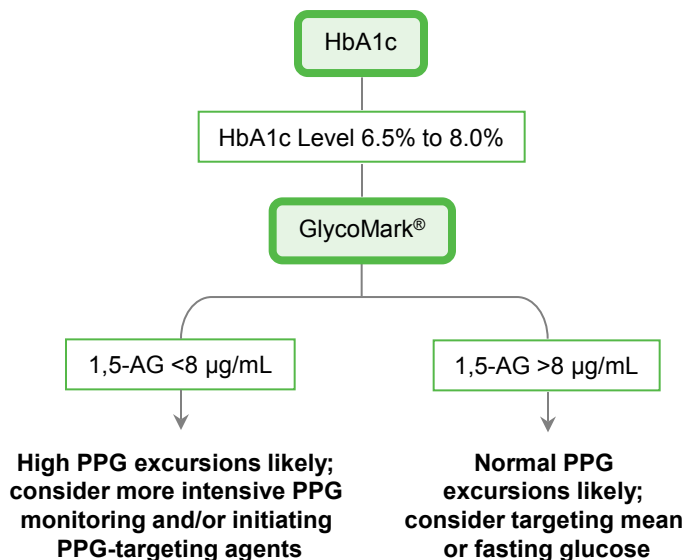 HbA1c
HbA1c Level 6.5% to 8.0%
GlycoMark®
1,5-AG <8 µg/mL
1,5-AG >8 µg/mL
High PPG excursions likely;
consider more intensive PPG
monitoring and/or initiating
PPG-targeting agents
Normal PPG
excursions likely;
consider targeting mean
or fasting glucose